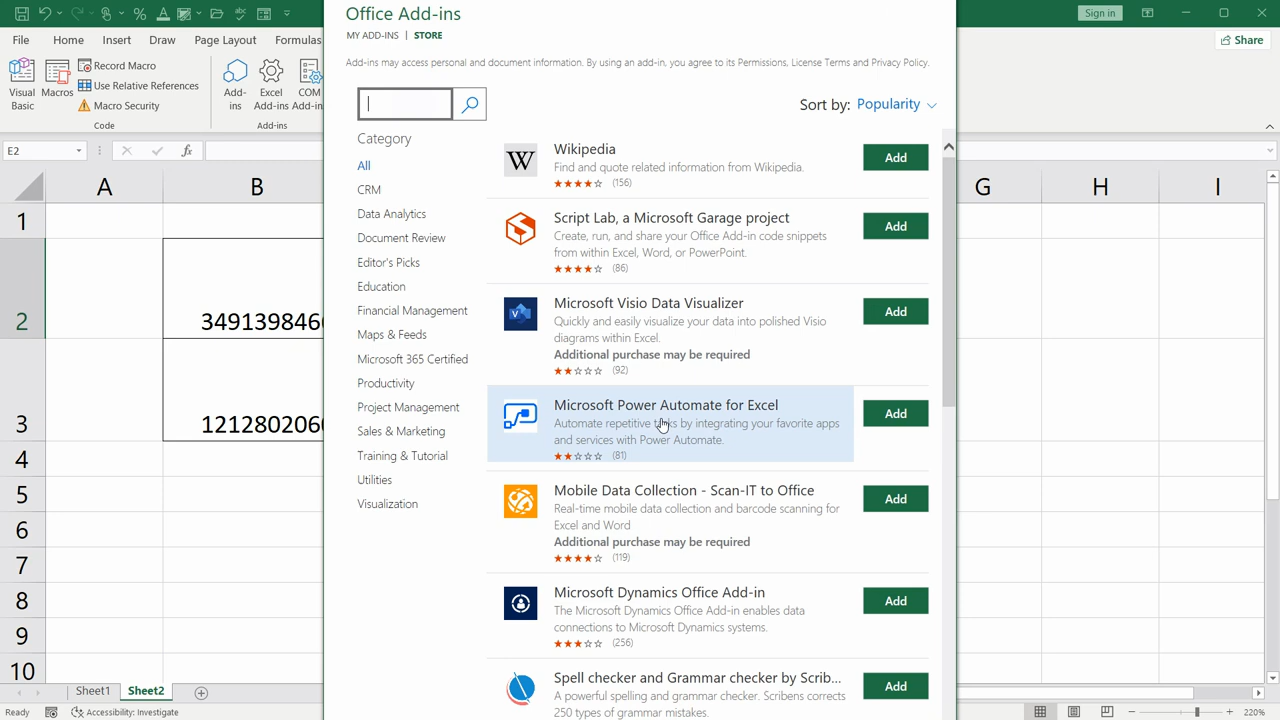 Office Add-ins
Sign in
MY ADD-INS | STORE
File Home Insert Draw Page Layout Formulas
Share
Add-ins may access personal and document information. By using an add-in, you agree to its Permissions, License Terms and Privacy Policy.
Visual Basic
Macros
Record Macro
Use Relative References
Macro Security
Code
Add-ins
Excel Add-ins
COM Add-in
Add-ins
Sort by: Popularity
E2
fx
A B G H I
1
2
3
4
5
6
7
8
9
10
349139846
121280206
Category
All
CRM
Data Analytics
Document Review
Editor's Picks
Education
Financial Management
Maps & Feeds
Microsoft 365 Certified
Productivity
Project Management
Sales & Marketing
Training & Tutorial
Utilities
Visualization
Wikipedia
Find and quote related information from Wikipedia.
(156)
Add
Script Lab, a Microsoft Garage project
Create, run, and share your Office Add-in code snippets
from within Excel, Word, or PowerPoint.
(86)
Add
Microsoft Visio Data Visualizer
Quickly and easily visualize your data into polished Visio
diagrams within Excel.
Additional purchase may be required
(92)
Add
Microsoft Power Automate for Excel
Automate repetitive tasks by integrating your favorite apps
and services with Power Automate.
(81)
Add
Mobile Data Collection - Scan-IT to Office
Real-time mobile data collection and barcode scanning for
Excel and Word
Additional purchase may be required
(119)
Add
Microsoft Dynamics Office Add-in
The Microsoft Dynamics Office Add-in enables data
connections to Microsoft Dynamics systems.
(256)
Add
Spell checker and Grammar checker by Scrib...
A powerful spelling and grammar checker. Scribens corrects
250 types of grammar mistakes.
Add
Sheet1 Sheet2
Ready
Accessibility: Investigate
220%